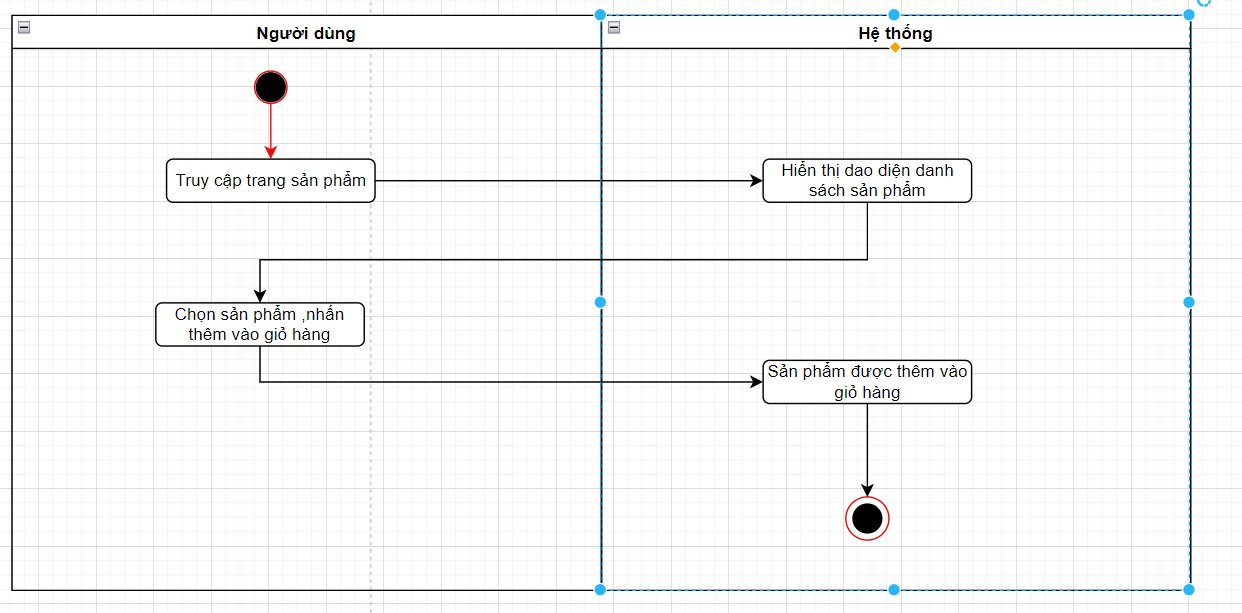 Người dùng
Hệ thống
Truy cập trang sản phẩm
Hiển thị dao diện danh
sách sản phẩm
Chọn sản phẩm ,nhấn
thêm vào giỏ hàng
Sản phẩm được thêm vào
giỏ hàng